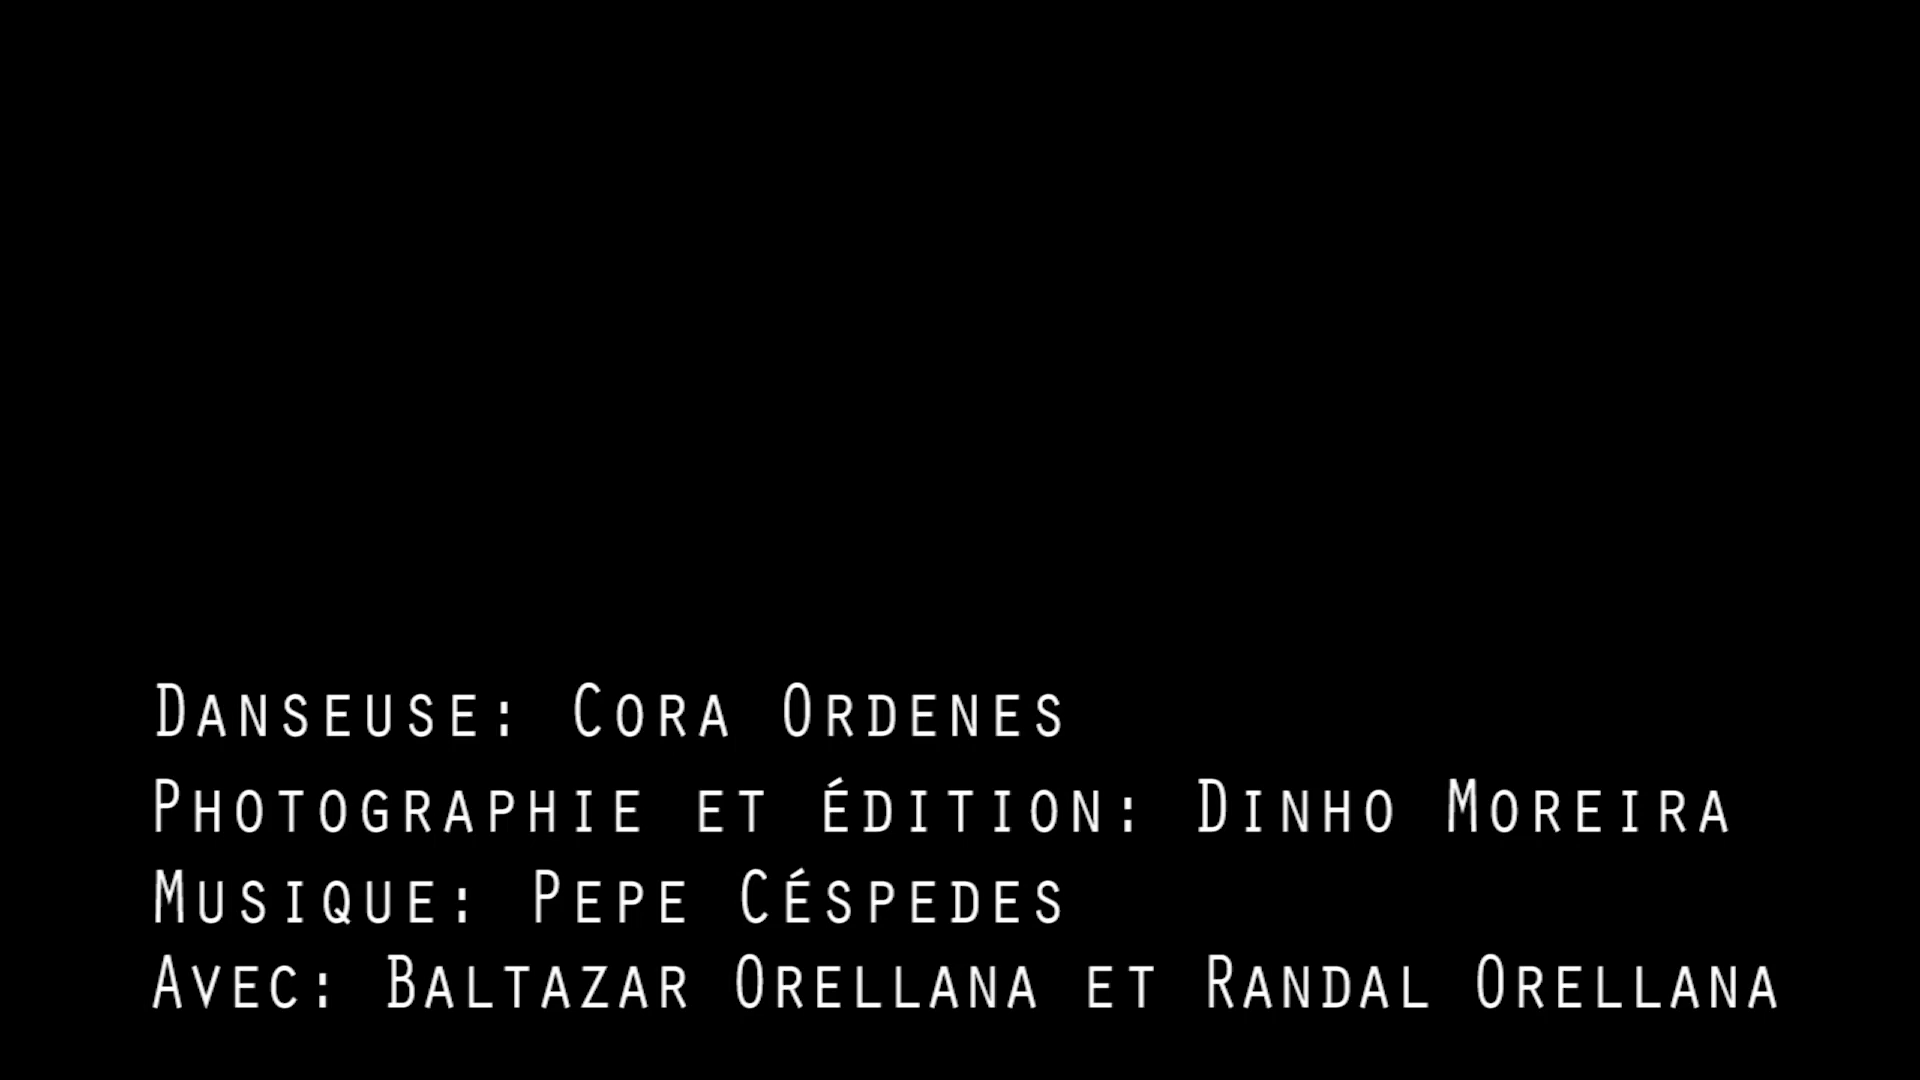 Danseuse: Cora Ordenes
Photographie et édition: Dinho Moreira
Musique: Pepe Céspedes
Avec: Baltazar Orellana et Randal Orellana